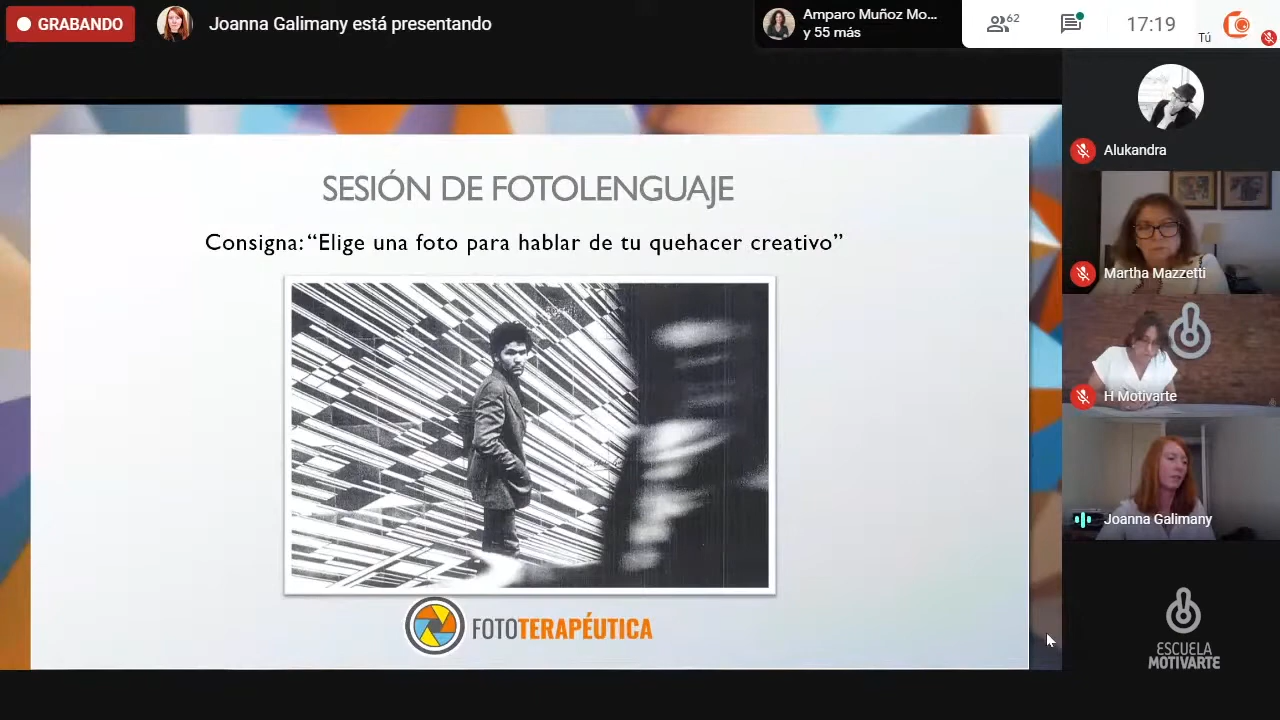 GRABANDO
Joanna Galimany está presentando
Amparo Muñoz Mo...
y 55 más
62
17:19
Tú
SESIÓN DE FOTOLENGUAJE
Consigna: “Elige una foto para hablar de tu quehacer creativo”
FOTOTERAPÉUTICA
Alukandra
Martha Mazzetti
H Motivarte
Joanna Galimany
ESCUELA
MOTIVARTE